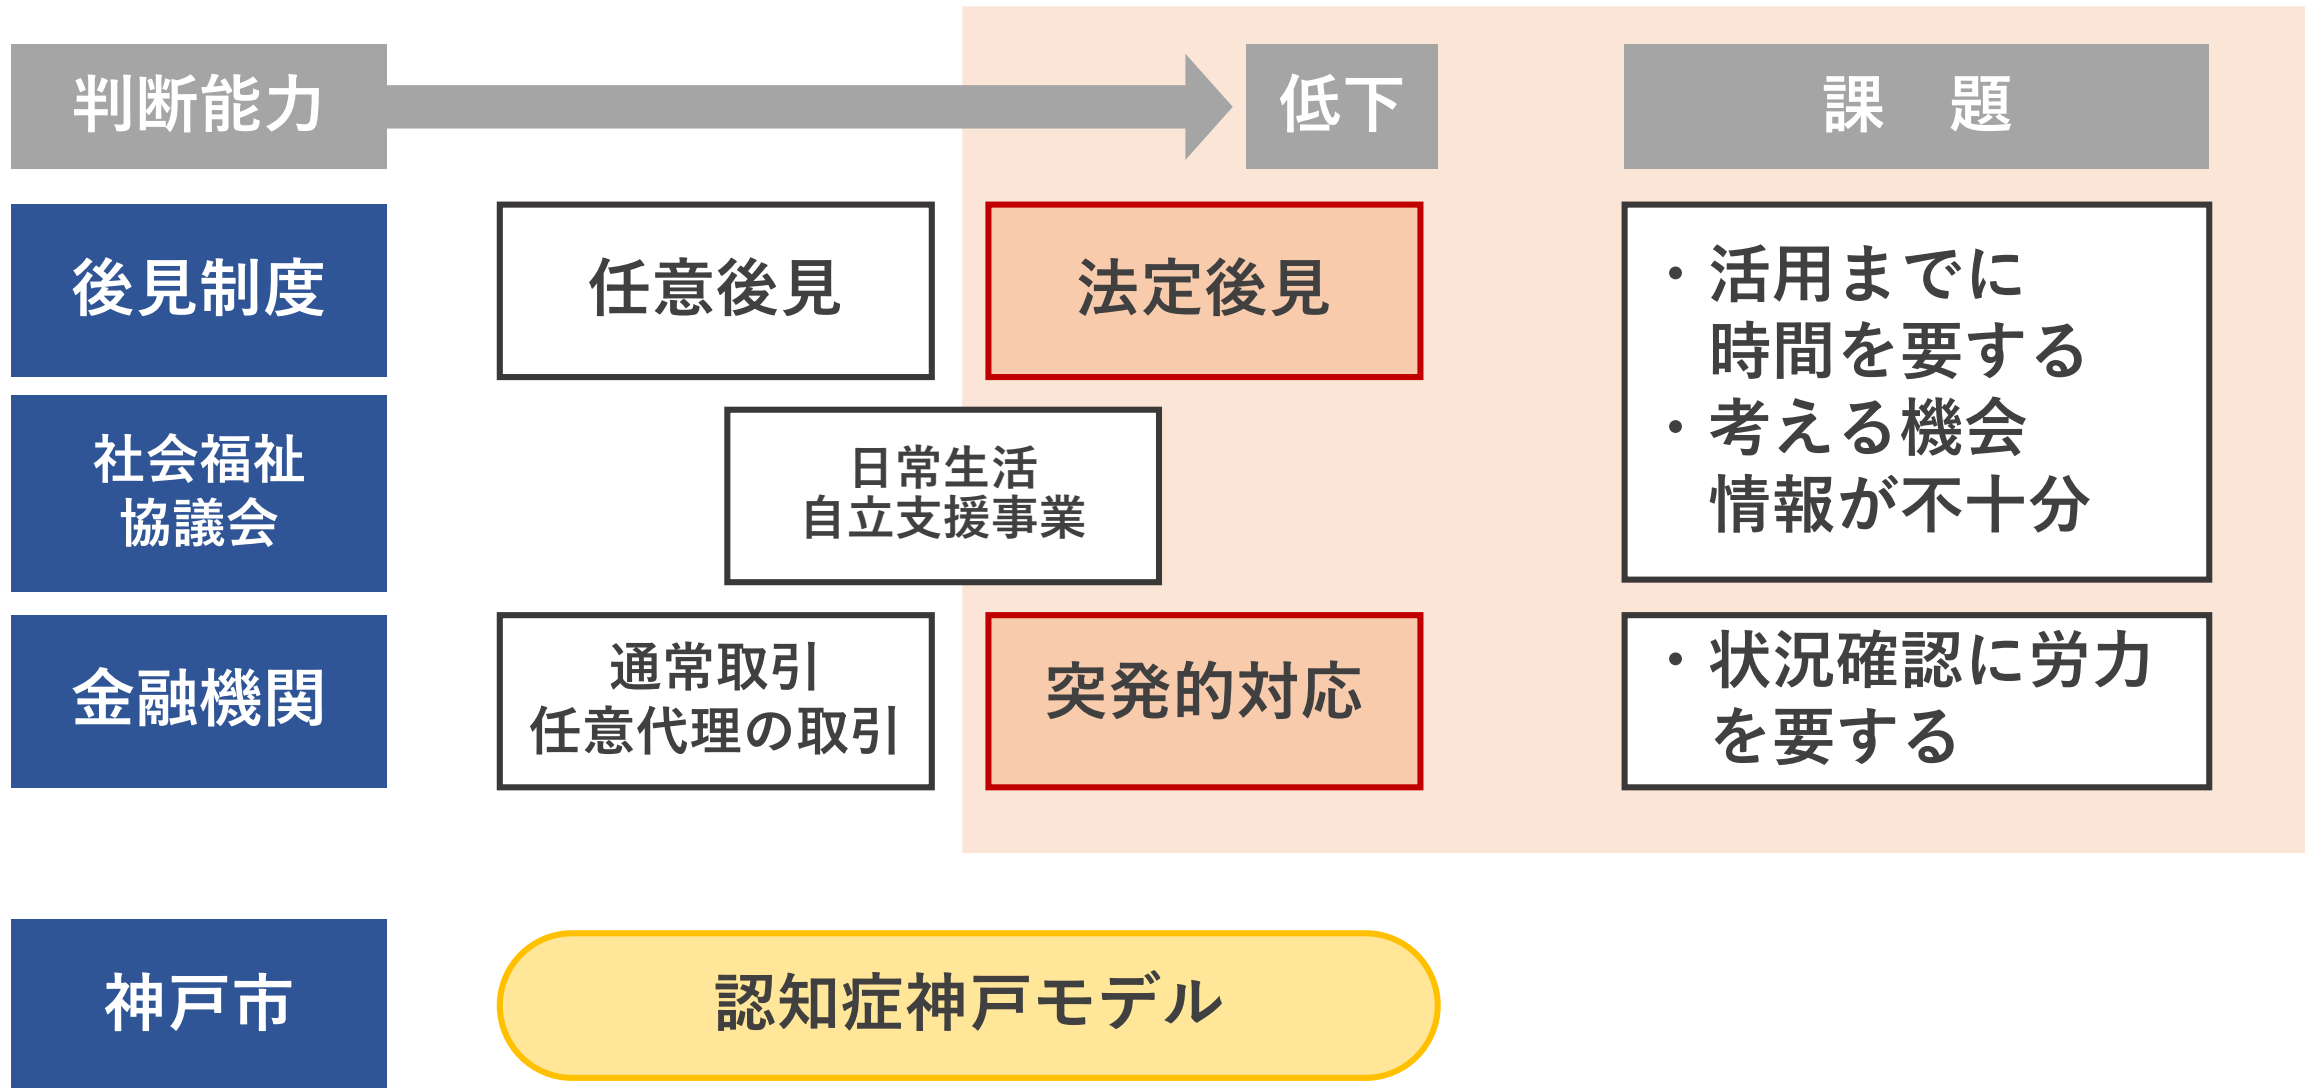 判断能力
低下
課　題
後見制度
任意後見
法定後見
・活用までに
時間を要する
・考える機会
情報が不十分
社会福祉
協議会
日常生活
自立支援事業
金融機関
通常取引
任意代理の取引
突発的対応
・状況確認に労力
を要する
神戸市
認知症神戸モデル